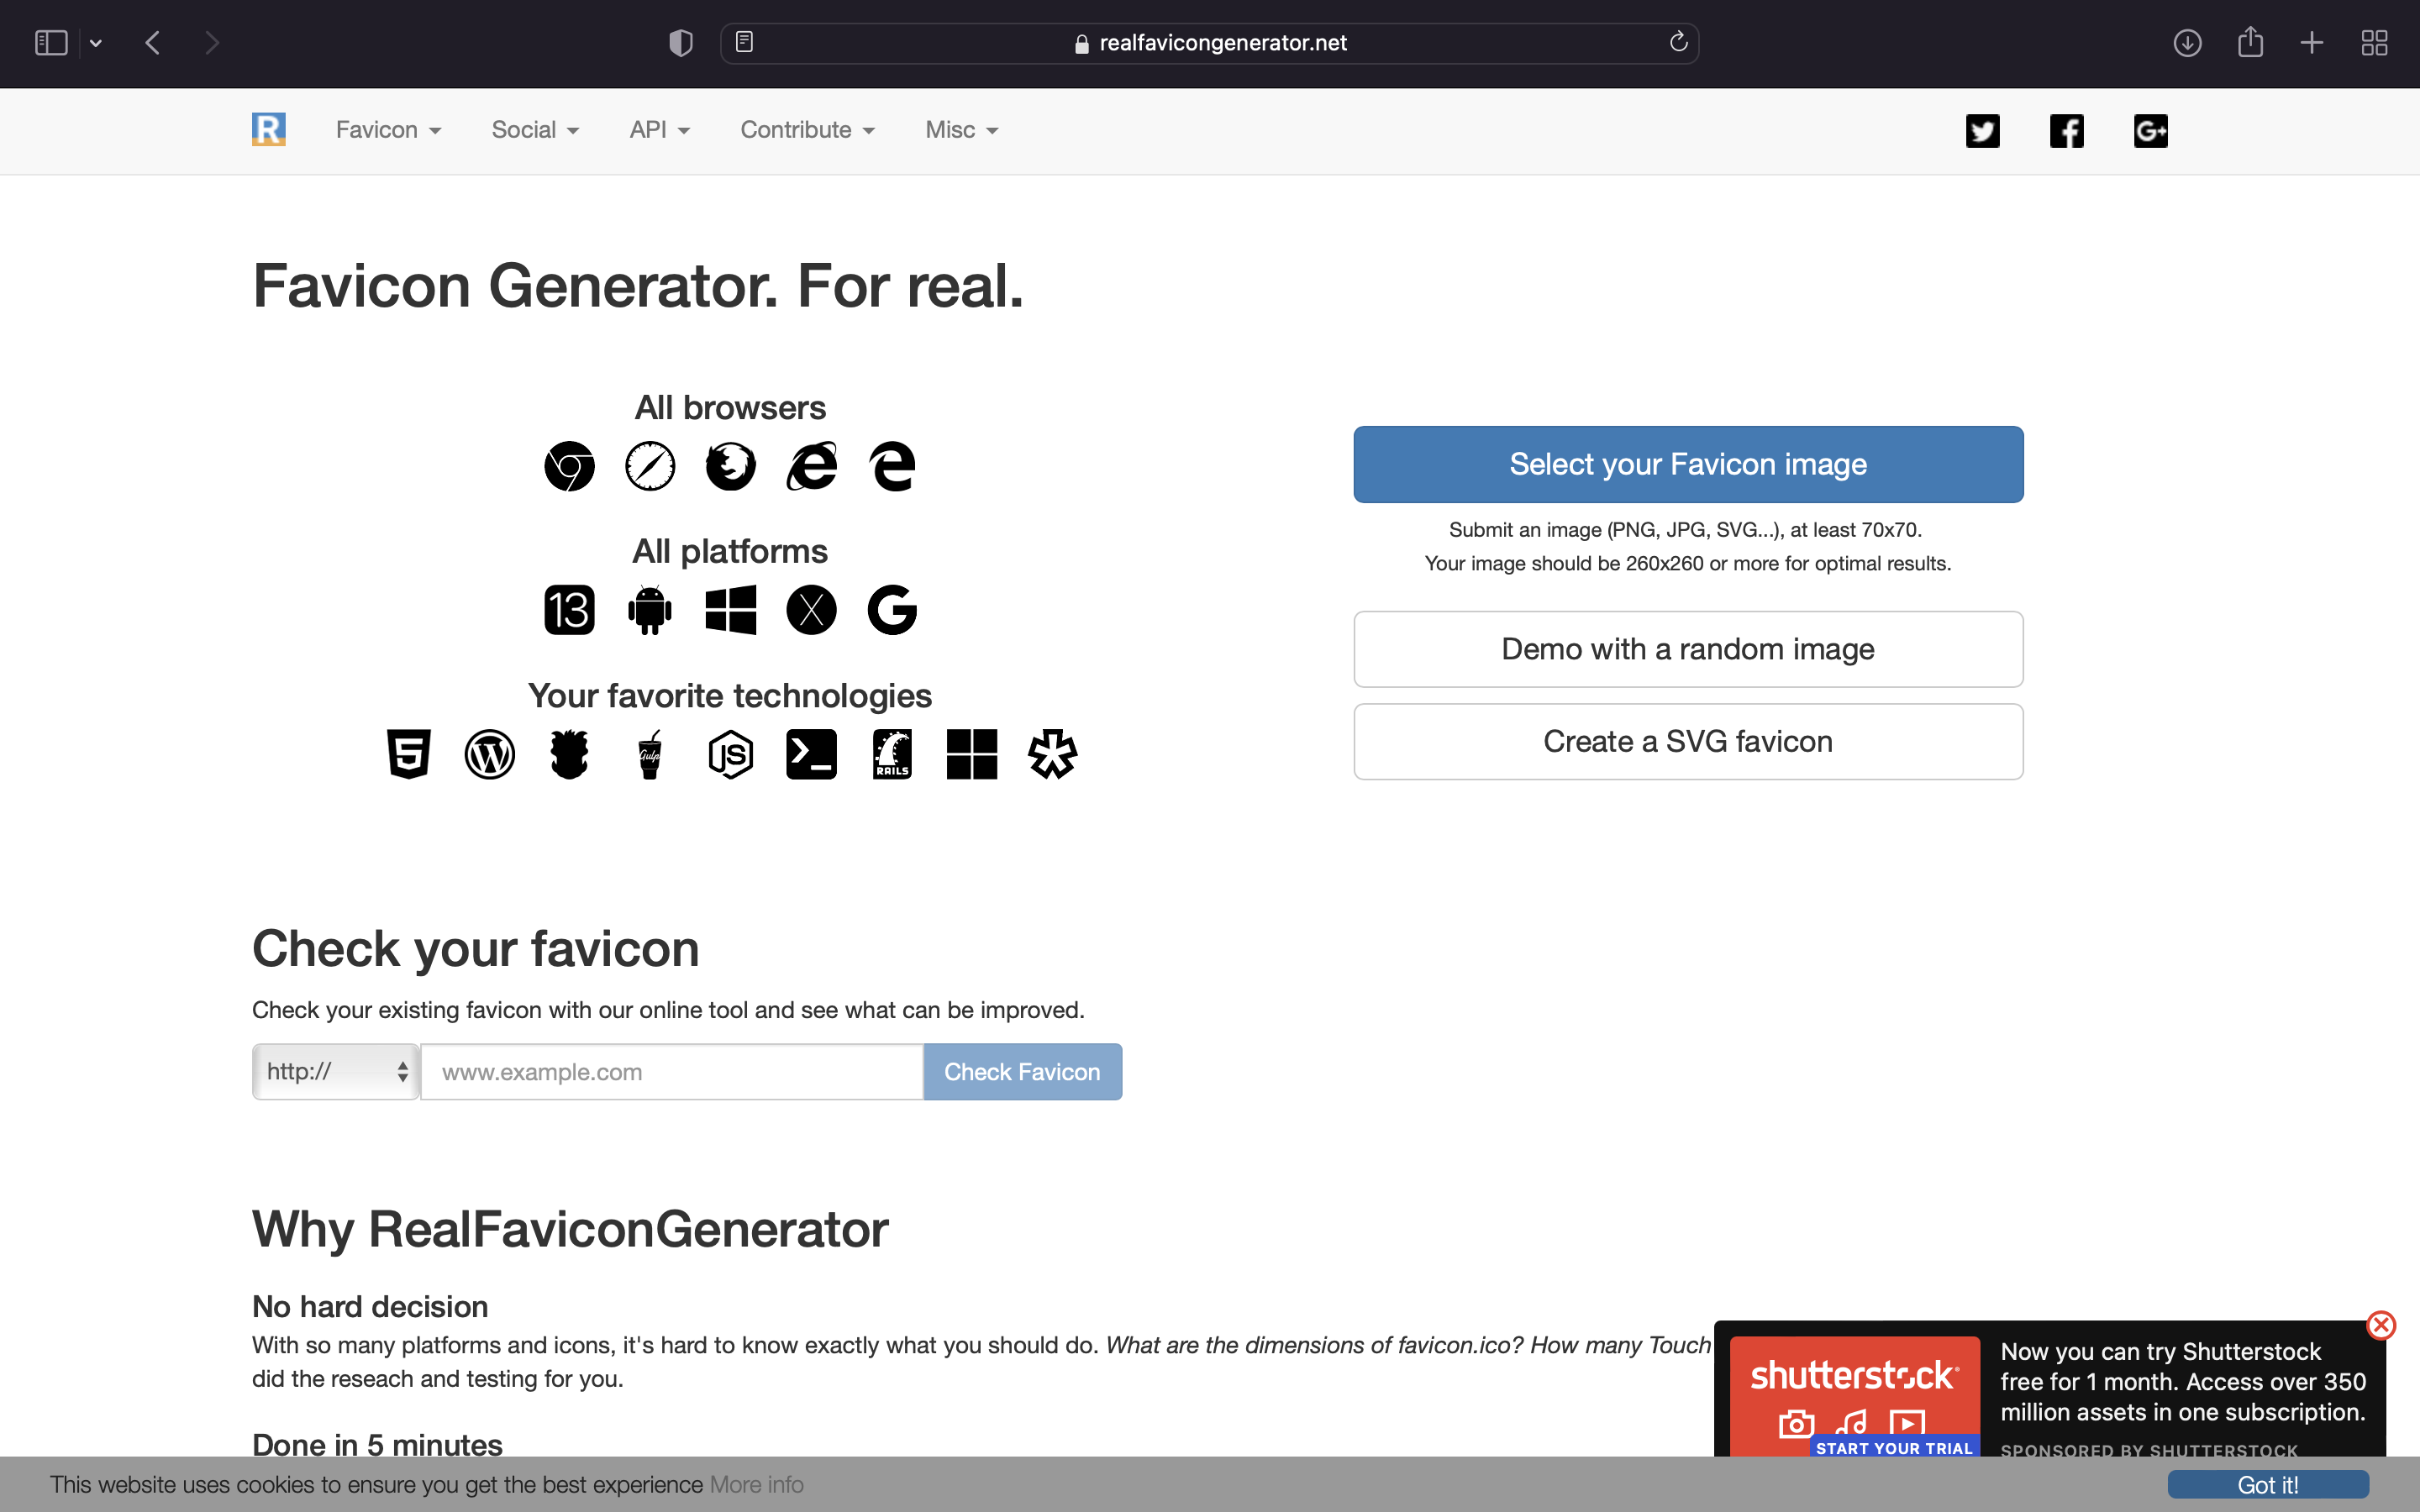 realfavicongenerator.net
R Favicon Social API Contribute Misc G+
Favicon Generator. For real.
All browsers
All platforms
13 X G
Your favorite technologies
5 W Gulp JS RAILS
Select your Favicon image
Submit an image (PNG, JPG, SVG...), at least 70x70.
Your image should be 260x260 or more for optimal results.
Demo with a random image
Create a SVG favicon
Check your favicon
Check your existing favicon with our online tool and see what can be improved.
http:// www.example.com Check Favicon
Why RealFaviconGenerator
No hard decision
With so many platforms and icons, it's hard to know exactly what you should do. What are the dimensions of favicon.ico? How many Touch
did the reseach and testing for you.
Done in 5 minutes
shutterstock
START YOUR TRIAL
Now you can try Shutterstock
free for 1 month. Access over 350
million assets in one subscription.
SPONSORED BY SHUTTERSTOCK
This website uses cookies to ensure you get the best experience More info
Got it!